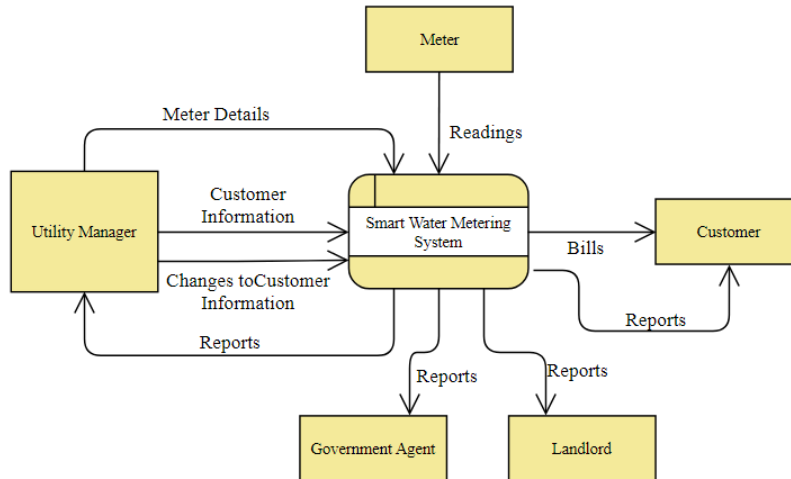 Meter
Meter Details
Readings
Customer
Information
Utility Manager
Smart Water Metering
System
Customer
Bills
Changes toCustomer
Information
Reports
Reports
Reports
Reports
Government Agent
Landlord